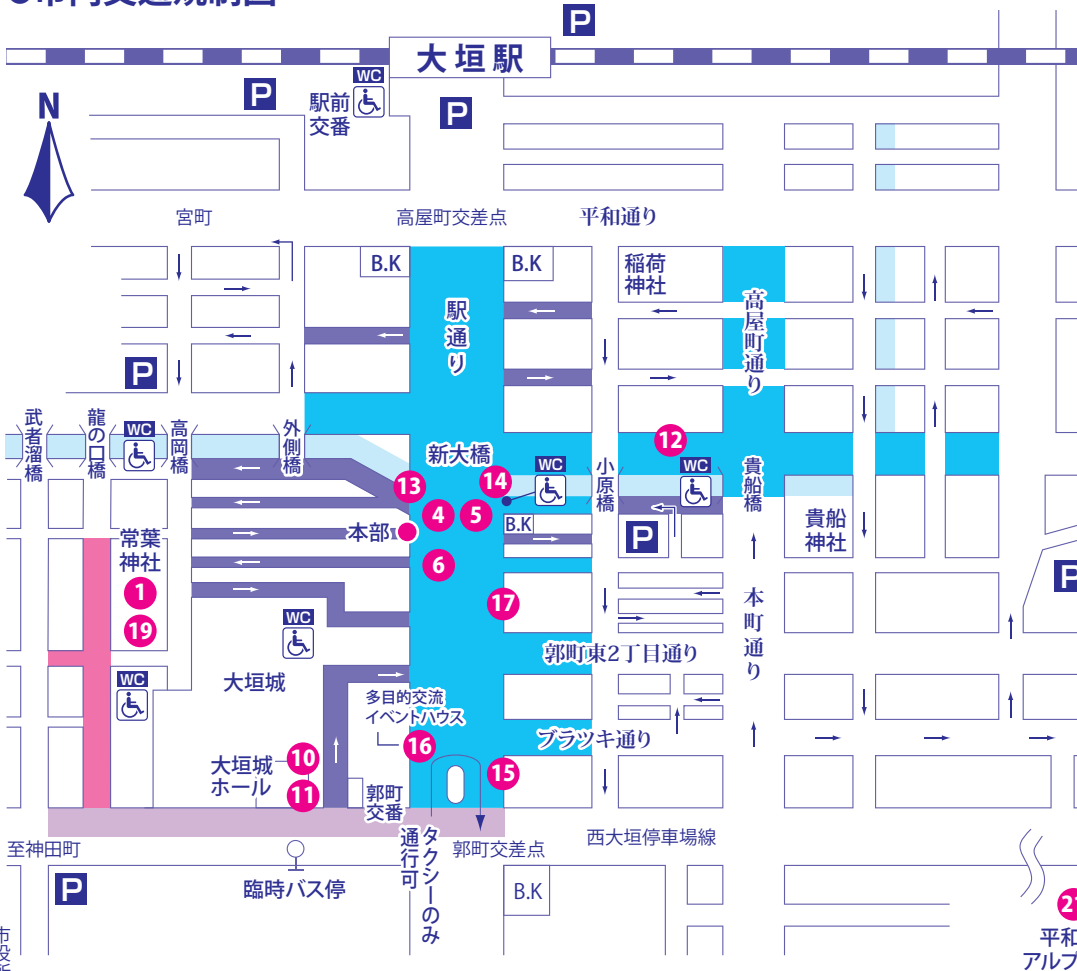 P
大垣駅
WC
P
駅前
交番
P
N
宮町
高屋町交差点
平和通り
B.K
B.K
稲荷
神社
駅通り
高屋町通り
P
武者溜橋
龍の口橋
WC
高岡橋
外側橋
新大橋
12
13
14
WC
小原橋
WC
貴船橋
4
5
本部
B.K
P
貴船
神社
常葉
神社
6
P
1
17
本町通り
19
WC
郭町東2丁目通り
WC
大垣城
多目的交流
イベントハウス
16
ブラツキ通り
大垣城
ホール
10
11
15
郭町
交番
至神田町
タクシーのみ
通行可
郭町交差点
西大垣停車場線
臨時バス停
P
B.K
平和
アルプ